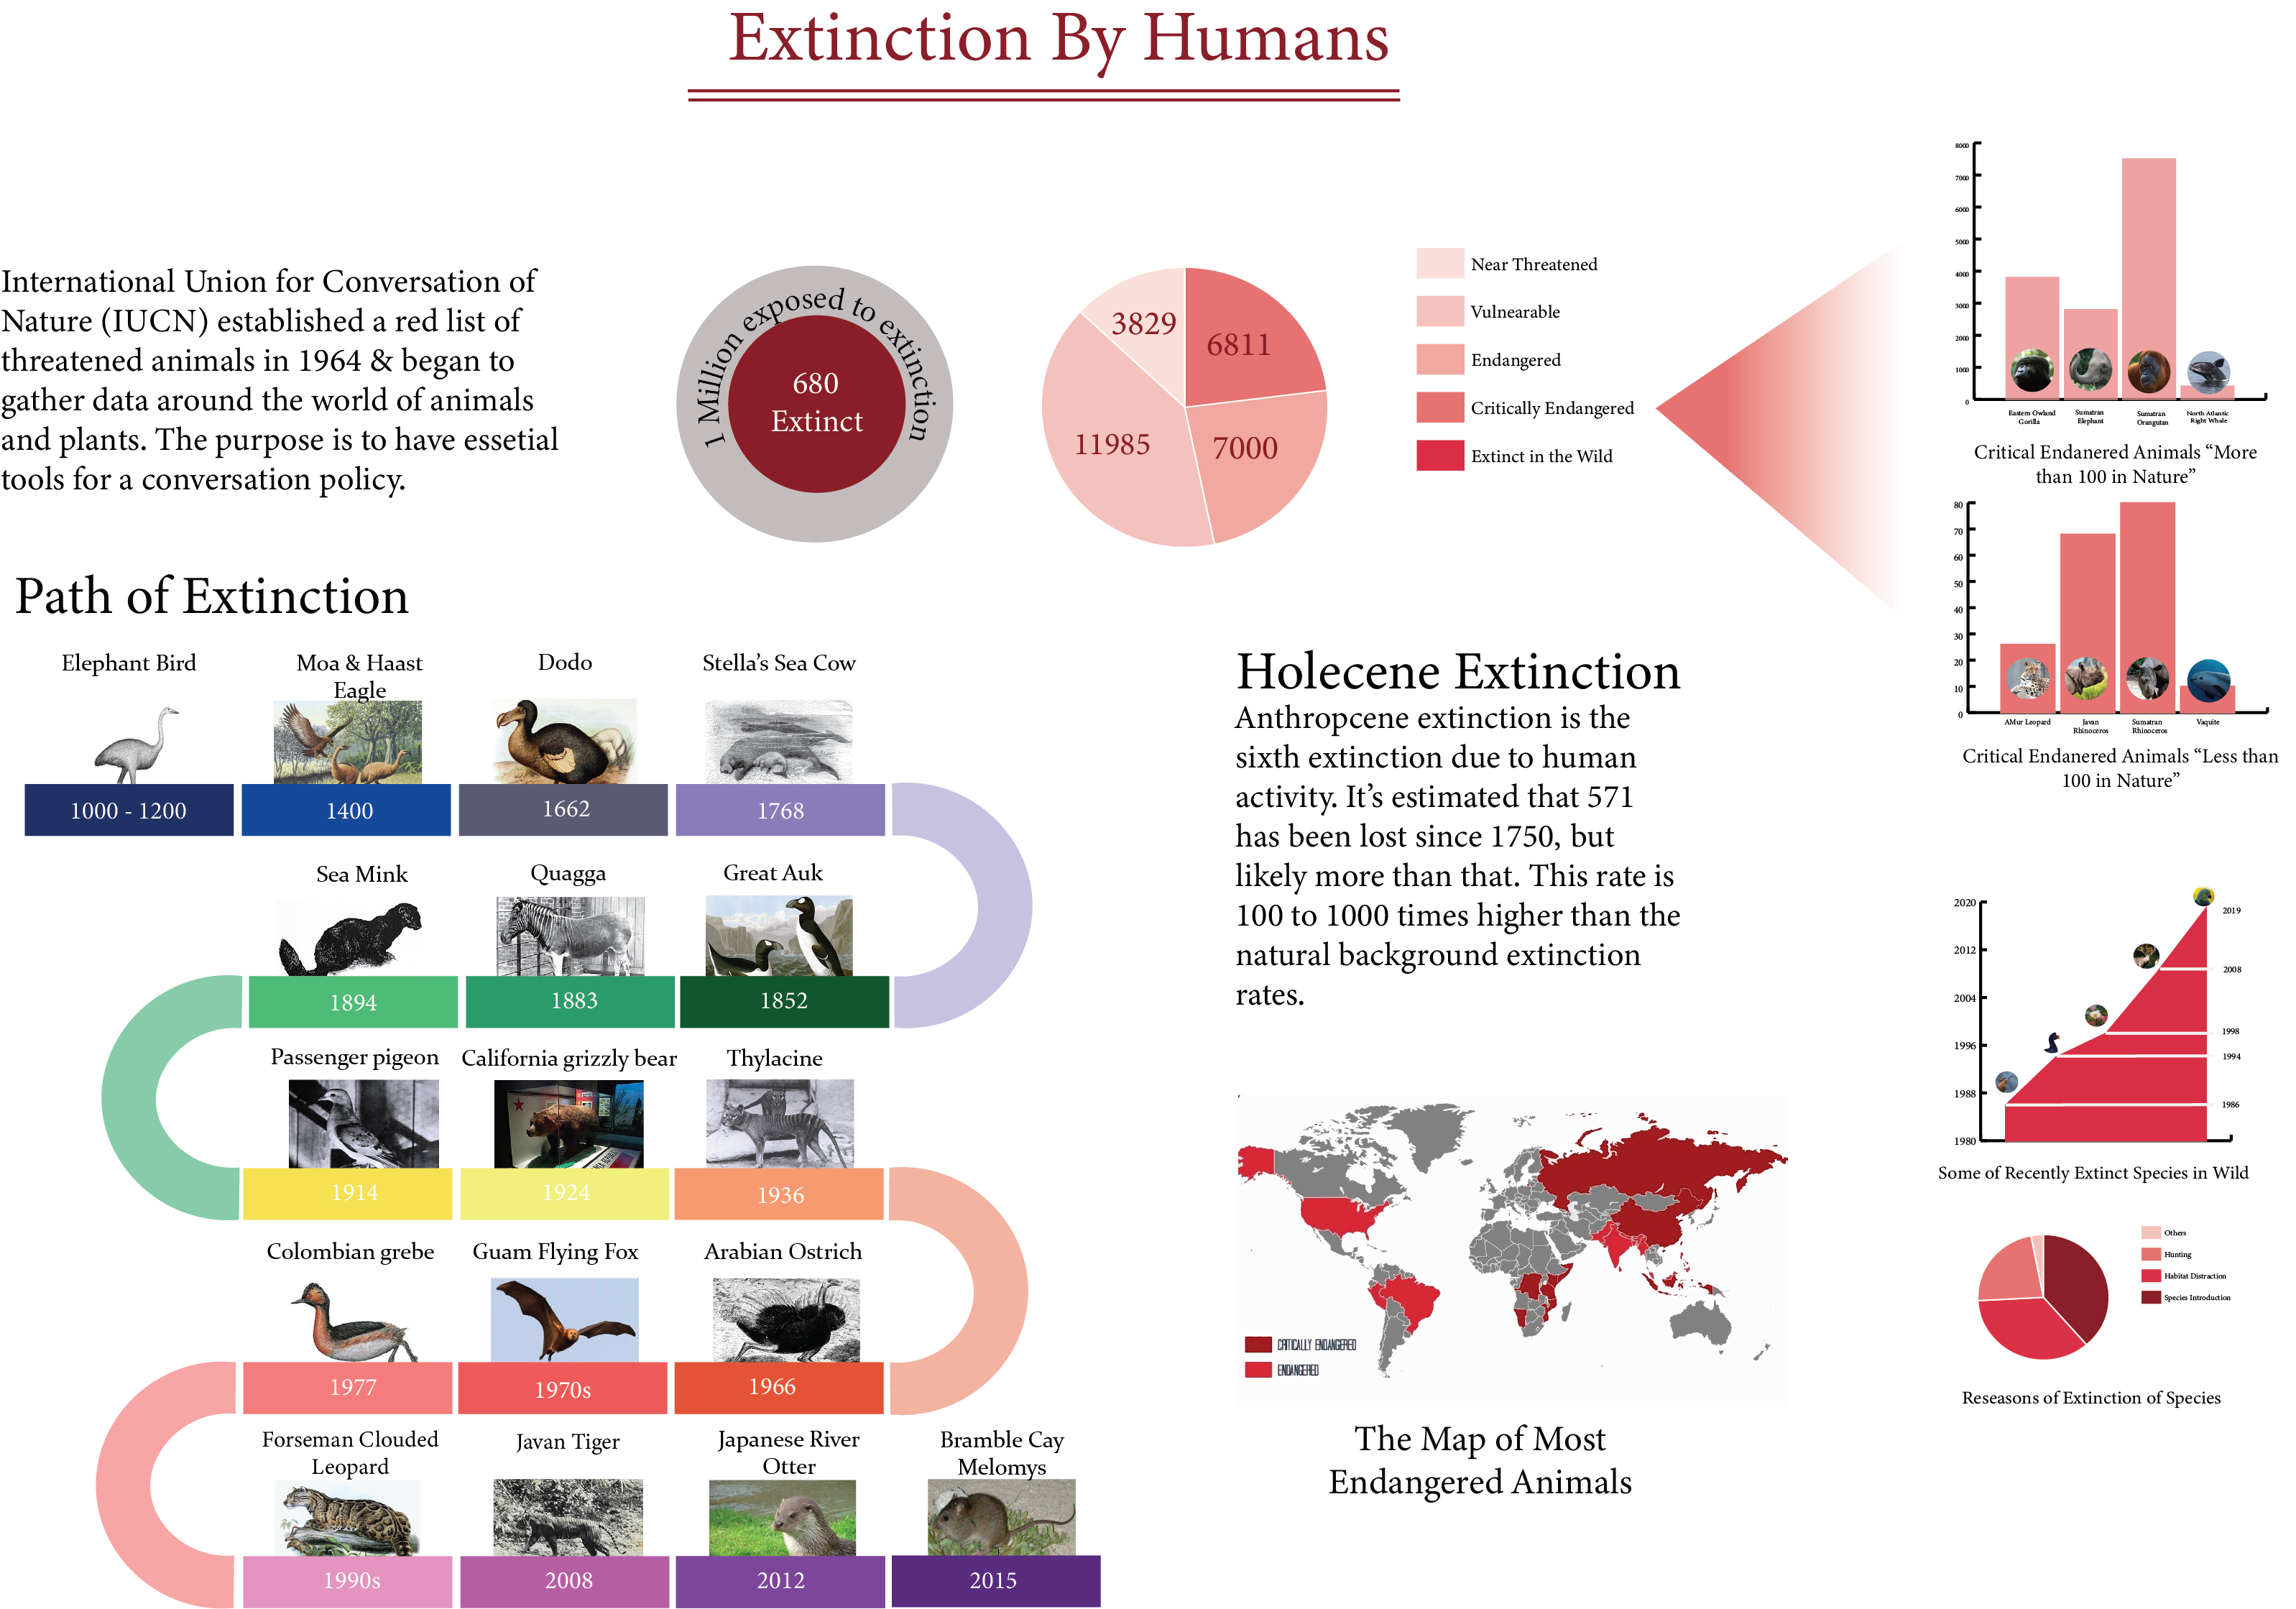 Extinction By Humans
International Union for Conversation of
Nature (IUCN) established a red list of
threatened animals in 1964 & began to
gather data around the world of animals
and plants. The purpose is to have essetial
tools for a conversation policy.
1 Million exposed to extinction
680
Extinct
3829
6811
11985
7000
Near Threatened
Vulnearable
Endangered
Critically Endangered
Extinct in the Wild
8000
7000
6000
5000
4000
3000
2000
1000
0
Eastern Owland
Gorilla
Sumatran
Elephant
Sumatran
Orangutan
North Atlantic
Right Whale
Critical Endanered Animals “More
than 100 in Nature”
80
70
60
50
40
30
20
10
0
AMur Leopard
Javan
Rhinoceros
Sumatran
Rhinoceros
Vaquite
Critical Endanered Animals “Less than
100 in Nature”
Path of Extinction
Elephant Bird
Moa & Haast
Eagle
Dodo
Stella’s Sea Cow
1000 - 1200
1400
1662
1768
Sea Mink
Quagga
Great Auk
1894
1883
1852
Passenger pigeon
California grizzly bear
Thylacine
1914
1924
1936
Colombian grebe
Guam Flying Fox
Arabian Ostrich
1977
1970s
1966
Forseman Clouded
Leopard
Javan Tiger
Japanese River
Otter
Bramble Cay
Melomys
1990s
2008
2012
2015
Holecene Extinction
Anthropcene extinction is the
sixth extinction due to human
activity. It’s estimated that 571
has been lost since 1750, but
likely more than that. This rate is
100 to 1000 times higher than the
natural background extinction
rates.
CRITICALLY ENDANGERED
ENDANGERED
The Map of Most
Endangered Animals
2020
2012
2004
1996
1988
1980
2019
2008
1998
1994
1986
Some of Recently Extinct Species in Wild
Others
Hunting
Habitat Distraction
Species Introduction
Reseasons of Extinction of Species